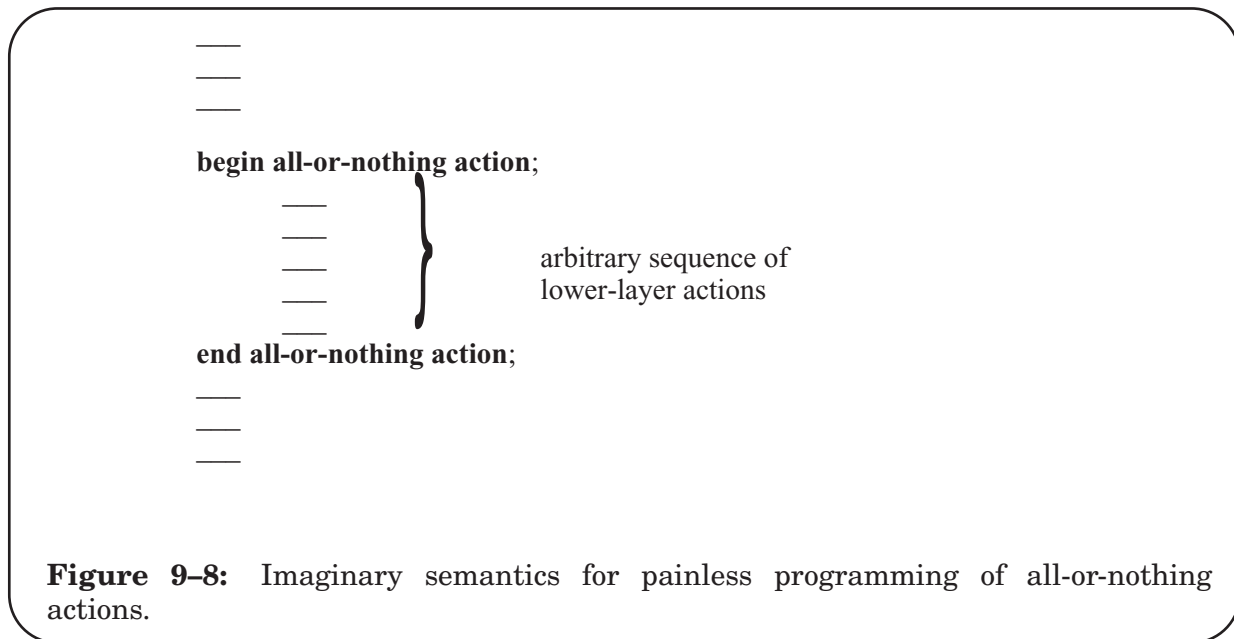 begin all-or-nothing action;
arbitrary sequence of
lower-layer actions
end all-or-nothing action;
Figure 9–8: Imaginary semantics for painless programming of all-or-nothing
actions.